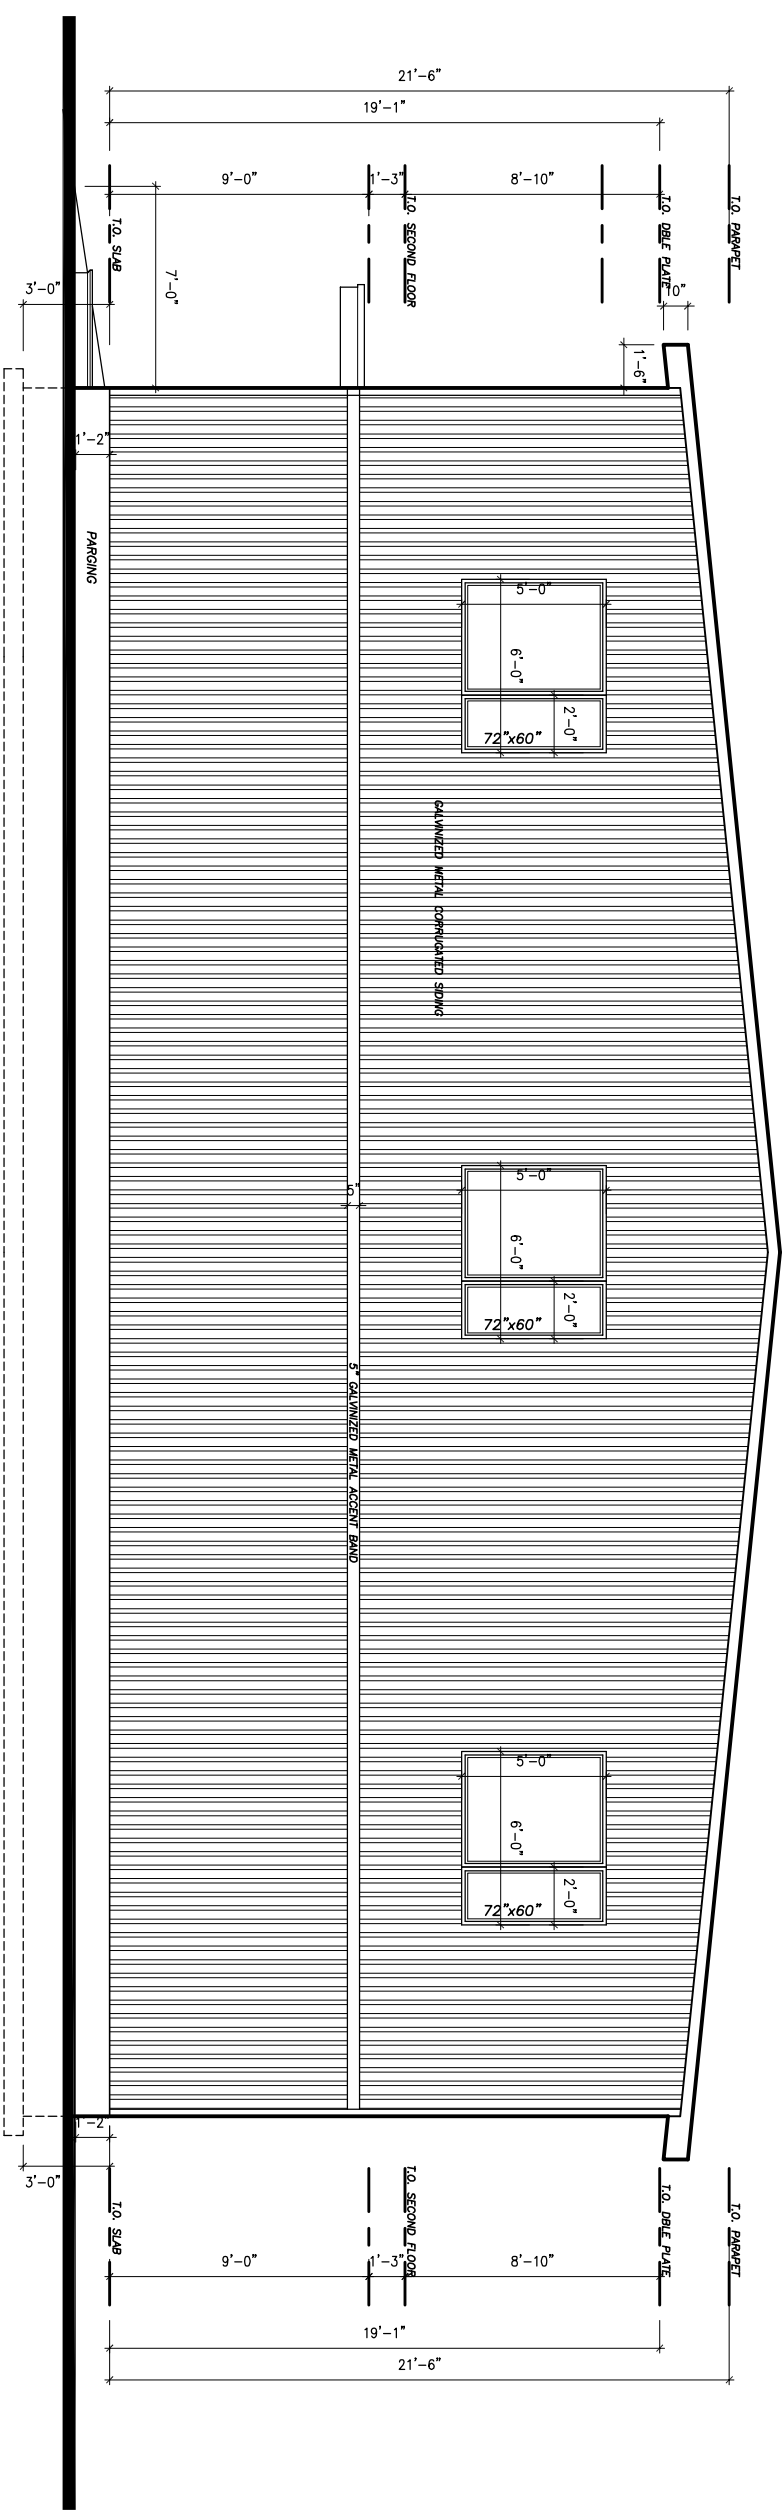 21'-6"
19'-1"
9'-0"
1'-3"
8'-10"
T.O. SLAB
T.O. SECOND FLOOR
T.O. DBLE PLATE
T.O. PARAPET
3'-0"
7'-0"
10"
1'-6"
1'-2"
PARGING
5'-0"
6'-0"
2'-0"
72"x60"
GALVINIZED METAL CORRUGATED SIDING
5"
5'-0"
6'-0"
2'-0"
72"x60"
5" GALVINIZED METAL ACCENT BAND
5'-0"
6'-0"
2'-0"
72"x60"
1'-2"
3'-0"
T.O. SLAB
T.O. SECOND FLOOR
T.O. DBLE PLATE
T.O. PARAPET
9'-0"
1'-3"
8'-10"
19'-1"
21'-6"